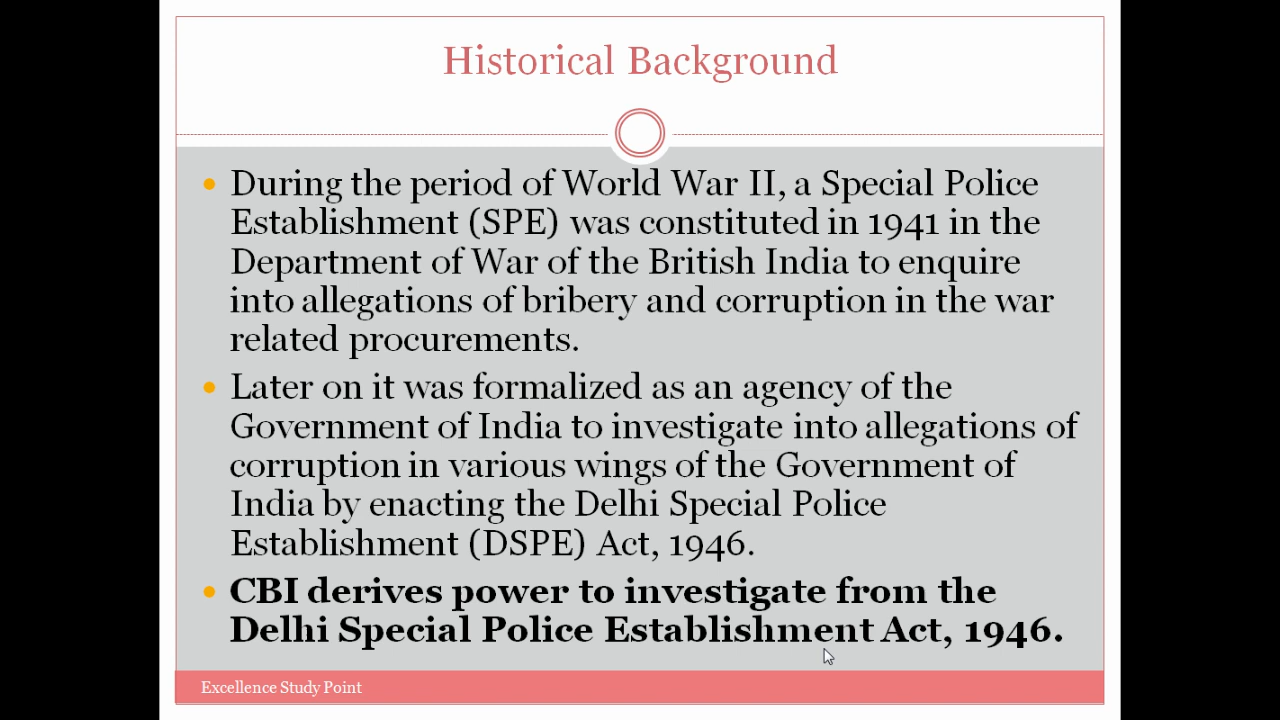 Historical Background
During the period of World War II, a Special Police
Establishment (SPE) was constituted in 1941 in the
Department of War of the British India to enquire
into allegations of bribery and corruption in the war
related procurements.
Later on it was formalized as an agency of the
Government of India to investigate into allegations of
corruption in various wings of the Government of
India by enacting the Delhi Special Police
Establishment (DSPE) Act, 1946.
CBI derives power to investigate from the
Delhi Special Police Establishment Act, 1946.
Excellence Study Point